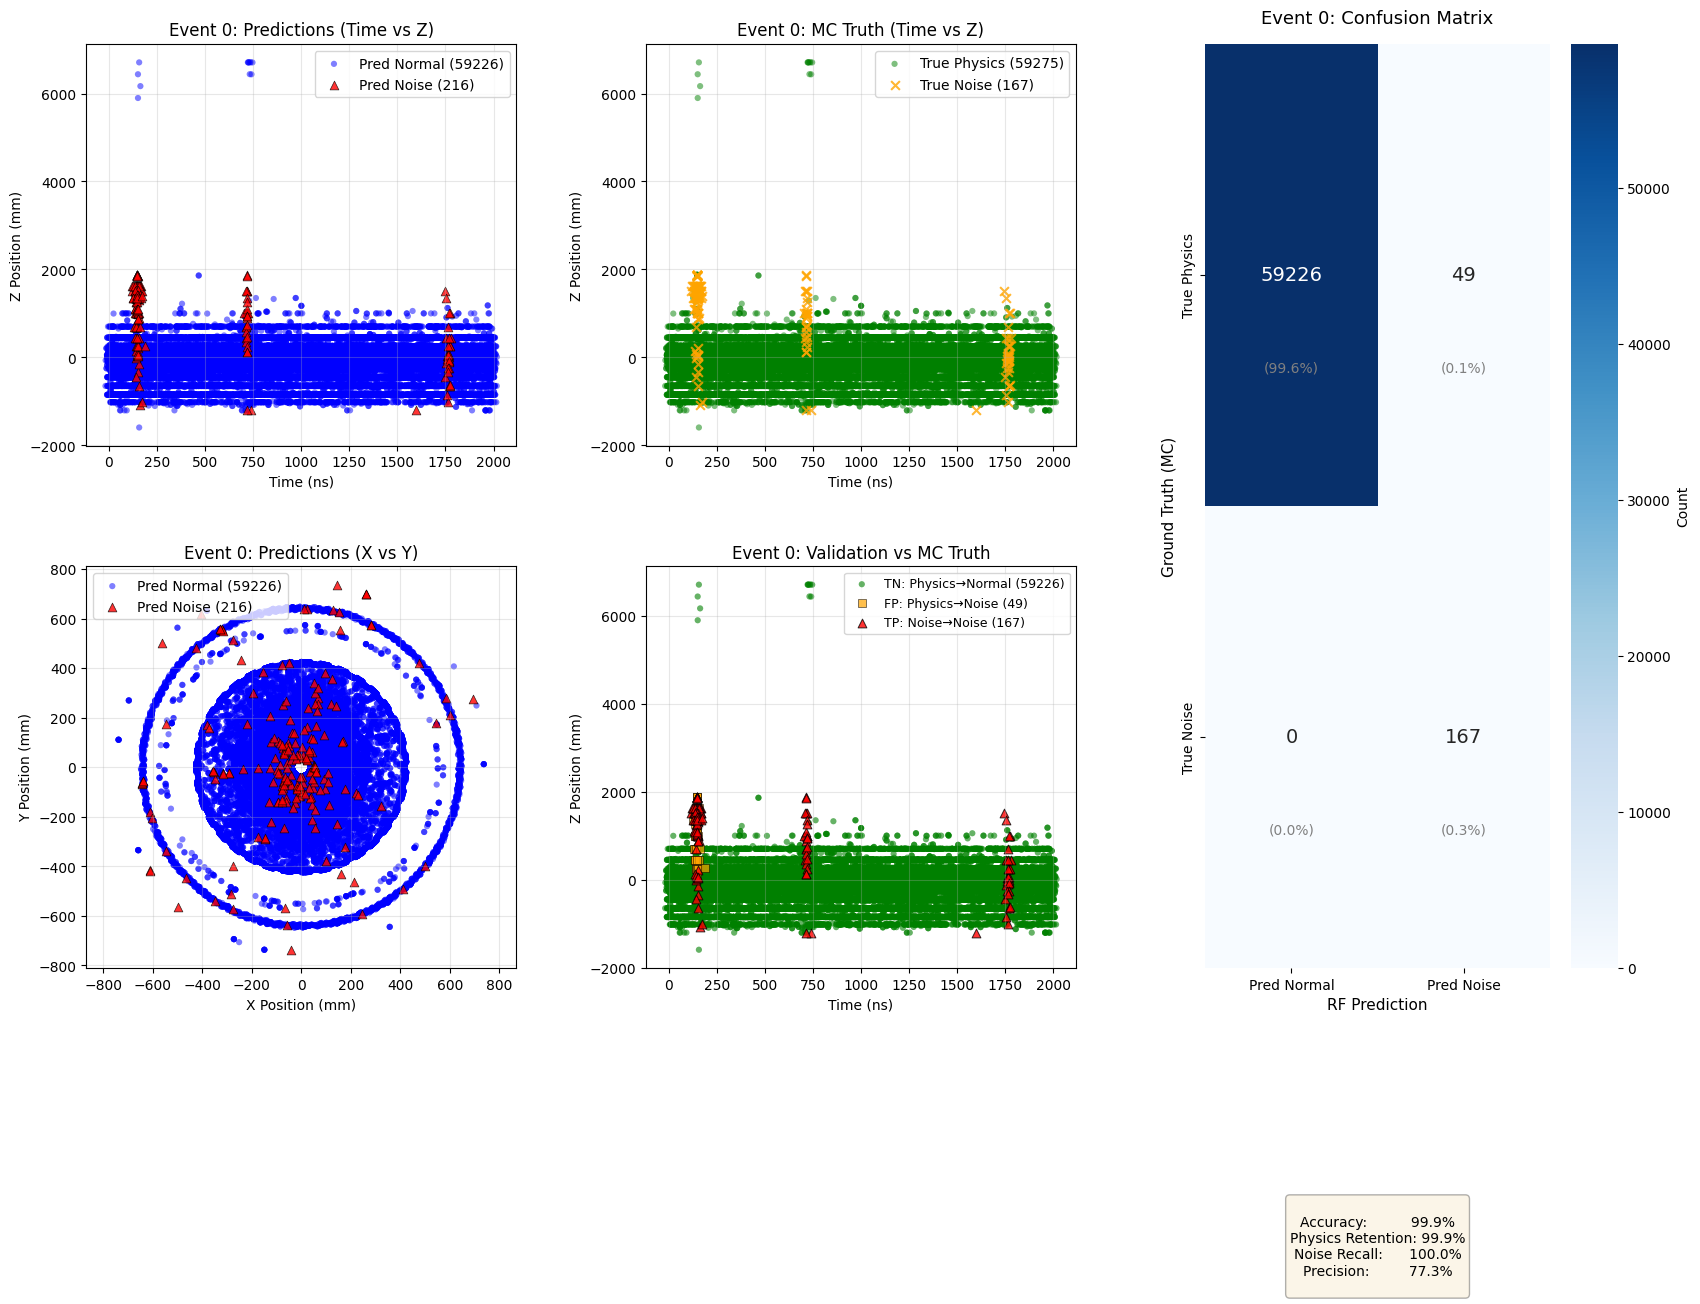 Event 0: Predictions (Time vs Z)
Z Position (mm)
6000
4000
2000
0
−2000
Pred Normal (59226)
Pred Noise (216)
0 250 500 750 1000 1250 1500 1750 2000
Time (ns)
Event 0: MC Truth (Time vs Z)
Z Position (mm)
6000
4000
2000
0
−2000
True Physics (59275)
True Noise (167)
0 250 500 750 1000 1250 1500 1750 2000
Time (ns)
Event 0: Predictions (X vs Y)
Y Position (mm)
800
600
400
200
0
−200
−400
−600
−800
Pred Normal (59226)
Pred Noise (216)
−800 −600 −400 −200 0 200 400 600 800
X Position (mm)
Event 0: Validation vs MC Truth
Z Position (mm)
6000
4000
2000
0
−2000
TN: Physics→Normal (59226)
FP: Physics→Noise (49)
TP: Noise→Noise (167)
0 250 500 750 1000 1250 1500 1750 2000
Time (ns)
Event 0: Confusion Matrix
Ground Truth (MC)
True Physics
59226 49
(99.6%) (0.1%)
True Noise
0 167
(0.0%) (0.3%)
Pred Normal Pred Noise
RF Prediction
50000
40000
30000
20000
10000
0
Count
Accuracy: 99.9%
Physics Retention: 99.9%
Noise Recall: 100.0%
Precision: 77.3%